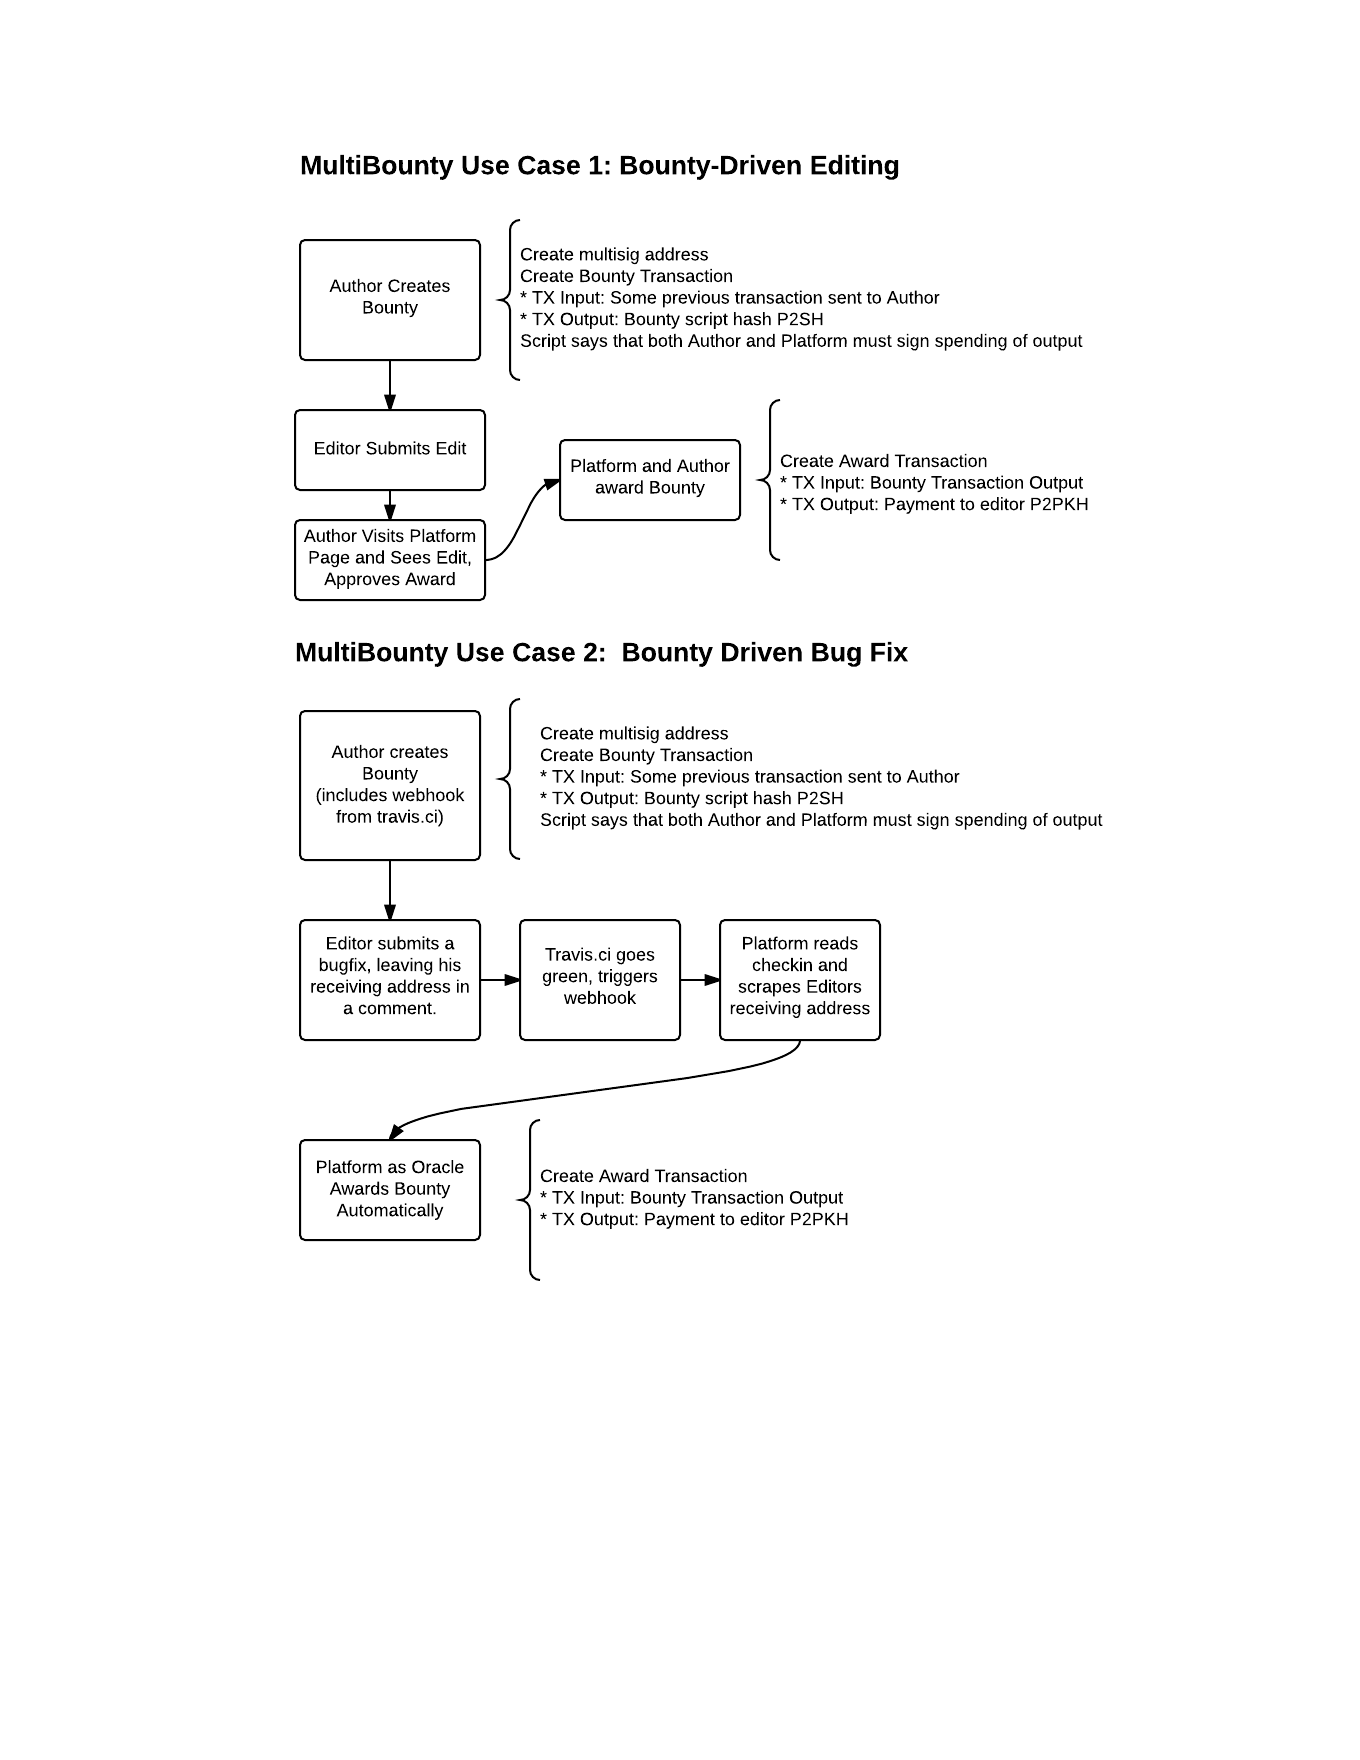 MultiBounty Use Case 1: Bounty-Driven Editing
Author Creates
Bounty
Create multisig address
Create Bounty Transaction
* TX Input: Some previous transaction sent to Author
* TX Output: Bounty script hash P2SH
Script says that both Author and Platform must sign spending of output
Editor Submits Edit
Author Visits Platform
Page and Sees Edit,
Approves Award
Platform and Author
award Bounty
Create Award Transaction
* TX Input: Bounty Transaction Output
* TX Output: Payment to editor P2PKH
MultiBounty Use Case 2:  Bounty Driven Bug Fix
Author creates
Bounty
(includes webhook
from travis.ci)
Create multisig address
Create Bounty Transaction
* TX Input: Some previous transaction sent to Author
* TX Output: Bounty script hash P2SH
Script says that both Author and Platform must sign spending of output
Editor submits a
bugfix, leaving his
receiving address in
a comment.
Travis.ci goes
green, triggers
webhook
Platform reads
checkin and
scrapes Editors
receiving address
Platform as Oracle
Awards Bounty
Automatically
Create Award Transaction
* TX Input: Bounty Transaction Output
* TX Output: Payment to editor P2PKH